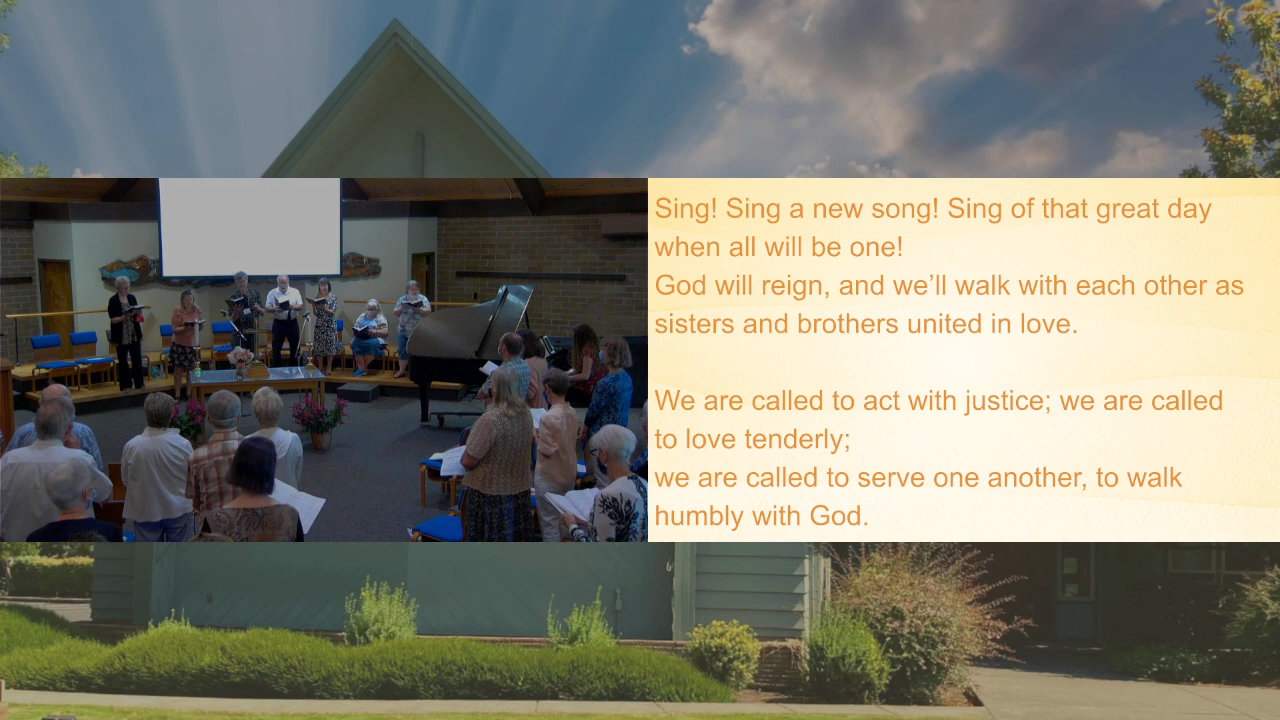 Sing! Sing a new song! Sing of that great day
when all will be one!
God will reign, and we’ll walk with each other as
sisters and brothers united in love.
We are called to act with justice; we are called
to love tenderly;
we are called to serve one another, to walk
humbly with God.